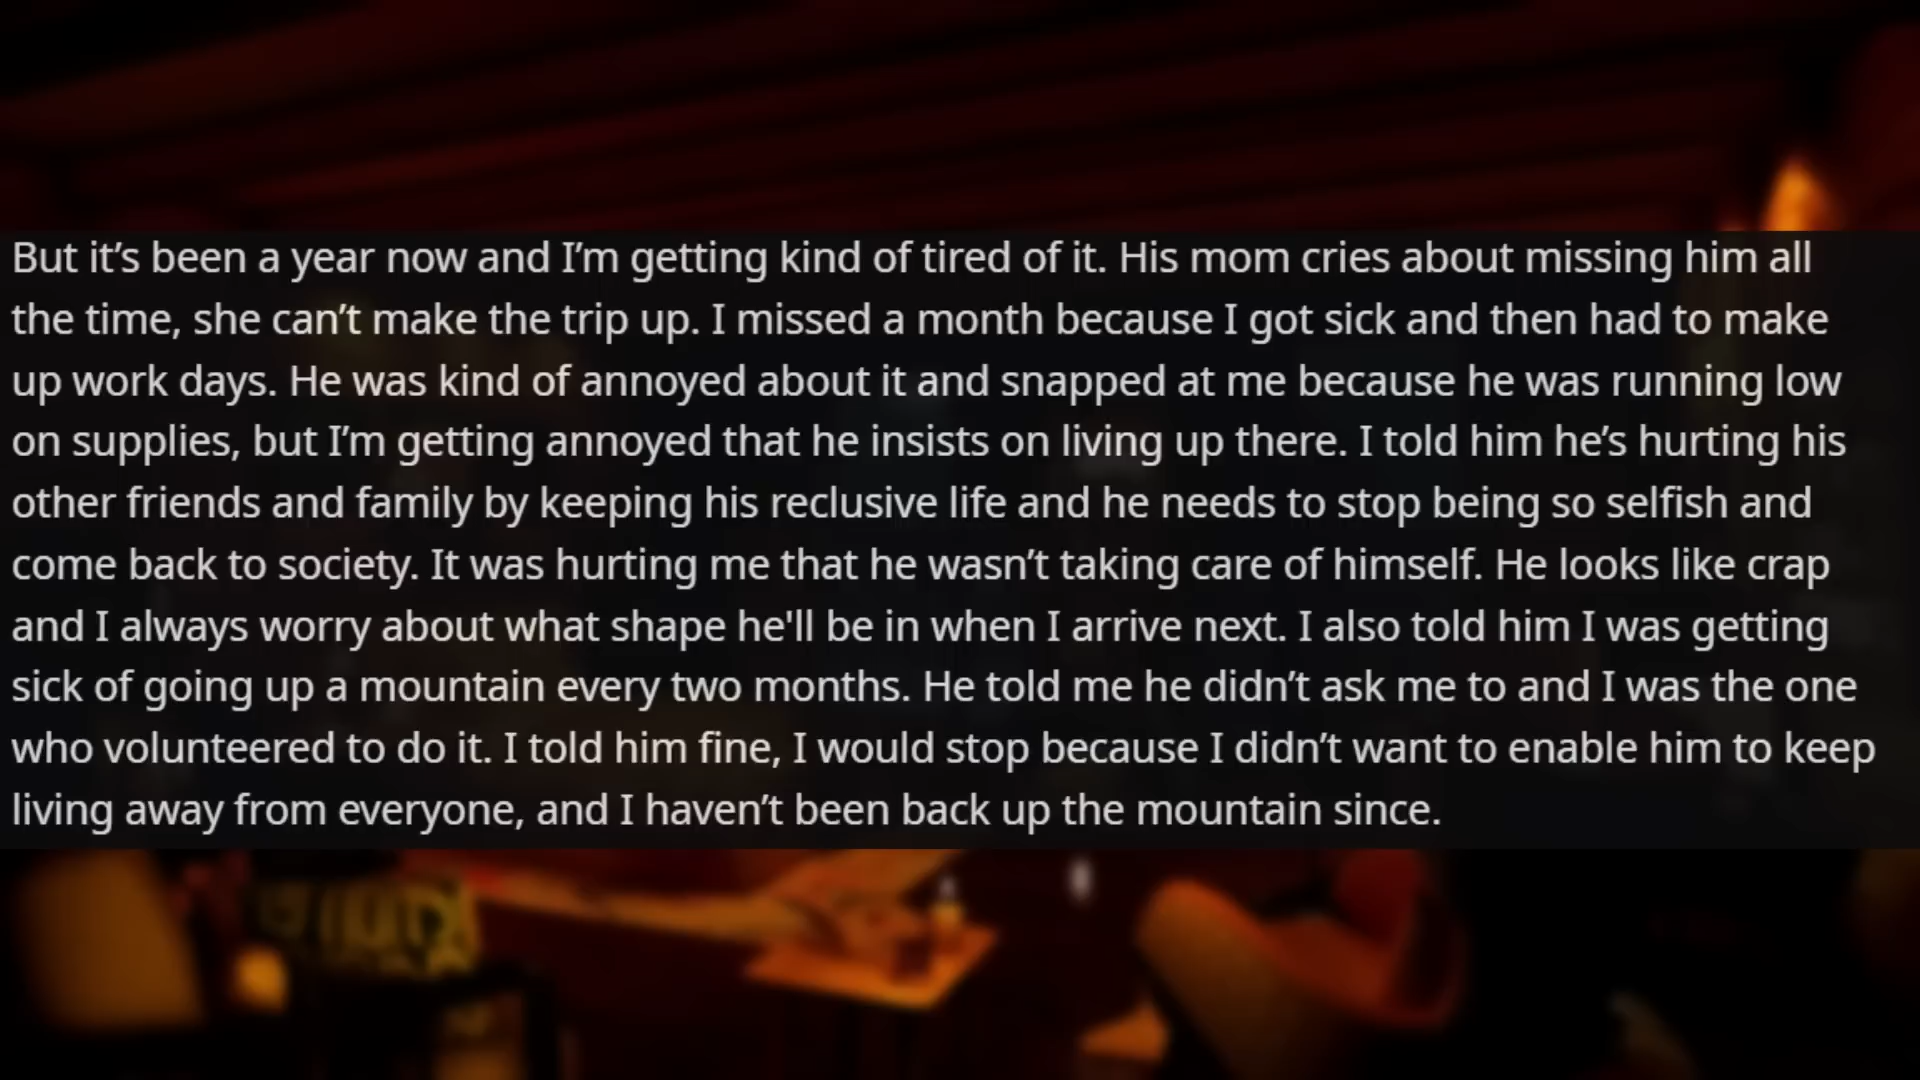 But it’s been a year now and I’m getting kind of tired of it. His mom cries about missing him all
the time, she can’t make the trip up. I missed a month because I got sick and then had to make
up work days. He was kind of annoyed about it and snapped at me because he was running low
on supplies, but I’m getting annoyed that he insists on living up there. I told him he’s hurting his
other friends and family by keeping his reclusive life and he needs to stop being so selfish and
come back to society. It was hurting me that he wasn’t taking care of himself. He looks like crap
and I always worry about what shape he'll be in when I arrive next. I also told him I was getting
sick of going up a mountain every two months. He told me he didn’t ask me to and I was the one
who volunteered to do it. I told him fine, I would stop because I didn’t want to enable him to keep
living away from everyone, and I haven’t been back up the mountain since.